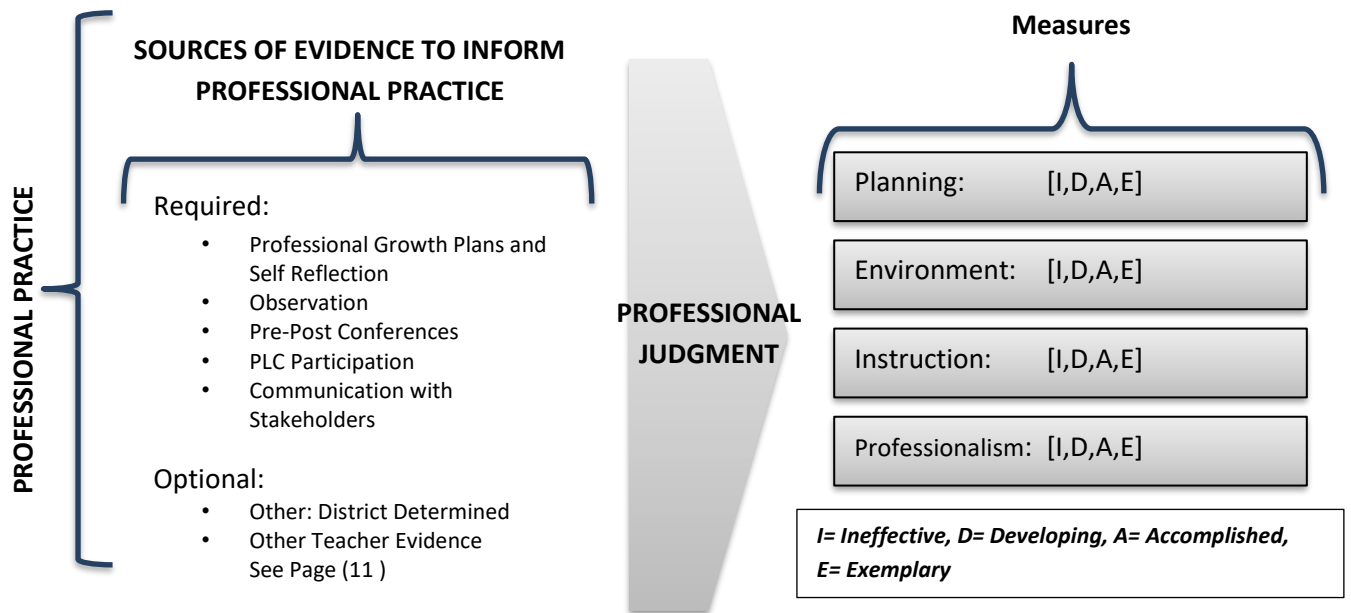 PROFESSIONAL PRACTICE
SOURCES OF EVIDENCE TO INFORM
PROFESSIONAL PRACTICE
Required:
• Professional Growth Plans and
Self Reflection
• Observation
• Pre-Post Conferences
• PLC Participation
• Communication with
Stakeholders
Optional:
• Other: District Determined
• Other Teacher Evidence
See Page (11 )
PROFESSIONAL
JUDGMENT
Measures
Planning: [I,D,A,E]
Environment: [I,D,A,E]
Instruction: [I,D,A,E]
Professionalism: [I,D,A,E]
I= Ineffective, D= Developing, A= Accomplished,
E= Exemplary